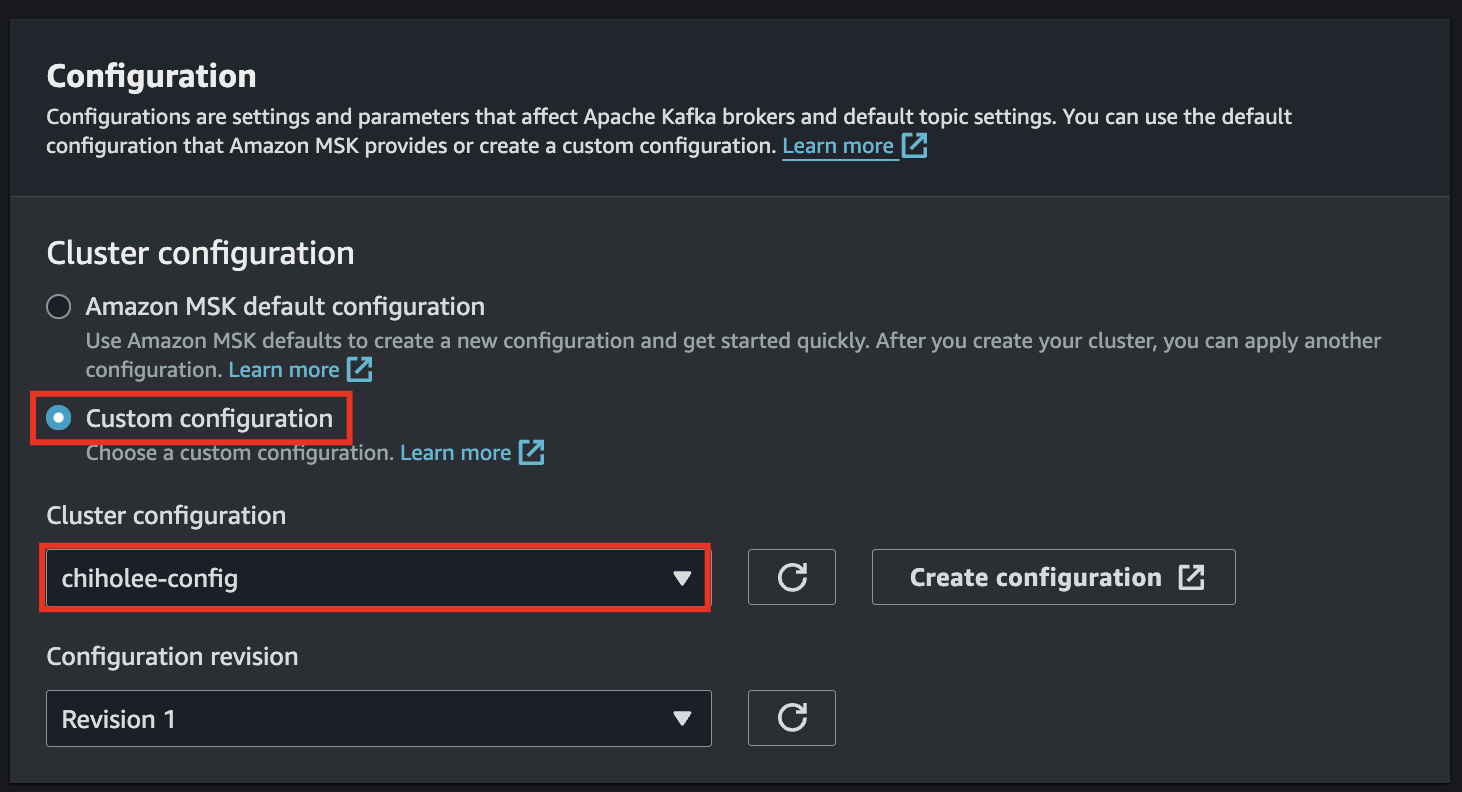 Configuration
Configurations are settings and parameters that affect Apache Kafka brokers and default topic settings. You can use the default
configuration that Amazon MSK provides or create a custom configuration. Learn more
Cluster configuration
Amazon MSK default configuration
Use Amazon MSK defaults to create a new configuration and get started quickly. After you create your cluster, you can apply another
configuration. Learn more
Custom configuration
Choose a custom configuration. Learn more
Cluster configuration
chiholee-config
Create configuration
Configuration revision
Revision 1